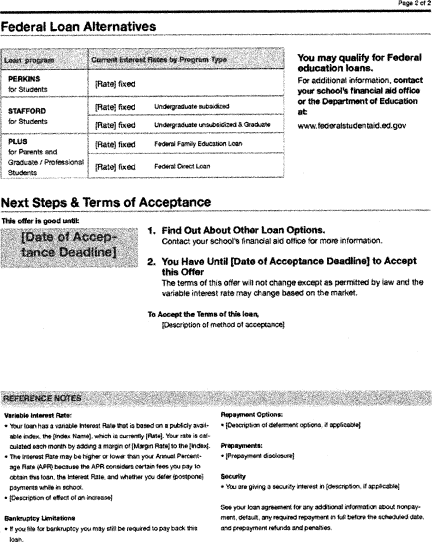 Page 2 of 2
Federal Loan Alternatives
Loan program
Current Interest Rates by Program Type
PERKINS
for Students
[Rate] fixed
STAFFORD
for Students
[Rate] fixed
Undergraduate subsidized
[Rate] fixed
Undergraduate unsubsidized & Graduate
PLUS
for Parents and
Graduate / Professional
Students
[Rate] fixed
Federal Family Education Loan
[Rate] fixed
Federal Direct Loan
You may qualify for Federal
education loans.
For additional information, contact
your school's financial aid office
or the Department of Education
at:
www.federalstudentaid.ed.gov
Next Steps & Terms of Acceptance
This offer is good until:
[Date of Accep-
tance Deadline]
1. Find Out About Other Loan Options.
Contact your school's financial aid office for more information.
2. You Have Until [Date of Acceptance Deadline] to Accept
this Offer
The terms of this offer will not change except as permitted by law and the
variable interest rate may change based on the market.
To Accept the Terms of this loan,
[Description of method of acceptance]
REFERENCE NOTES
Variable Interest Rate:
• Your loan has a variable Interest Rate that is based on a publicly avail-
able index, the [Index Name], which is currently [Rate]. Your rate is cal-
culated each month by adding a margin of [Margin Rate] to the [Index].
• The Interest Rate may be higher or lower than your Annual Percent-
age Rate (APR) because the APR considers certain fees you pay to
obtain this loan, the Interest Rate, and whether you defer (postpone)
payments while in school.
• [Description of effect of an increase]
Bankruptcy Limitations
• If you file for bankruptcy you may still be required to pay back this
loan.
Repayment Options:
• [Description of deferment options, if applicable]
Prepayments:
• [Prepayment disclosure]
Security
• You are giving a security interest in [description, if applicable]
See your loan agreement for any additional information about nonpay-
ment, default, any required repayment in full before the scheduled date,
and prepayment refunds and penalties.